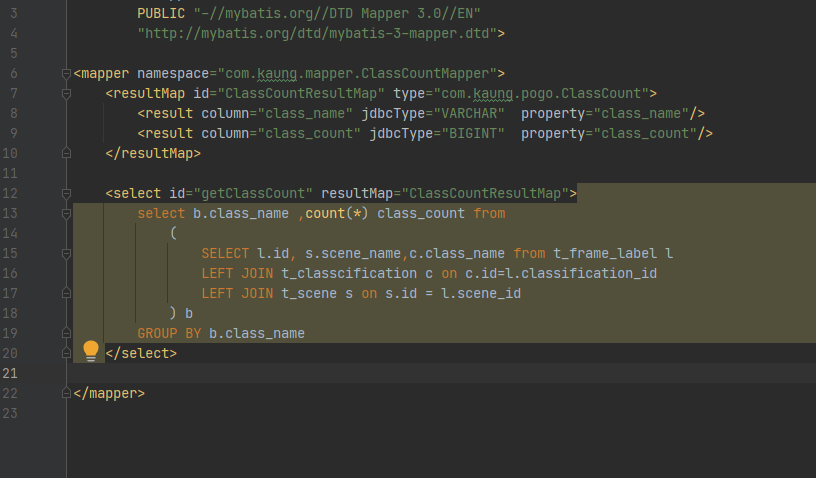 3 PUBLIC "-//mybatis.org//DTD Mapper 3.0//EN"
4 "http://mybatis.org/dtd/mybatis-3-mapper.dtd">
5
6 <mapper namespace="com.kaung.mapper.ClassCountMapper">
7 <resultMap id="ClassCountResultMap" type="com.kaung.pogo.ClassCount">
8 <result column="class_name" jdbcType="VARCHAR"  property="class_name"/>
9 <result column="class_count" jdbcType="BIGINT"  property="class_count"/>
10 </resultMap>
11
12 <select id="getClassCount" resultMap="ClassCountResultMap">
13 select b.class_name ,count(*) class_count from
14 (
15 SELECT l.id, s.scene_name,c.class_name from t_frame_label l
16 LEFT JOIN t_classcification c on c.id=l.classification_id
17 LEFT JOIN t_scene s on s.id = l.scene_id
18 ) b
19 GROUP BY b.class_name
20 </select>
21
22 </mapper>
23